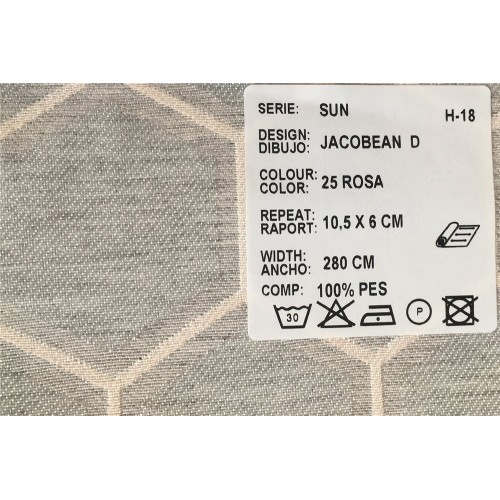 SERIE: SUN H-18
DESIGN:
DIBUJO: JACOBEAN D
COLOUR:
COLOR: 25 ROSA
REPEAT
RAPORT: 10,5 X 6 CM
WIDTH:
ANCHO: 280 CM
COMP: 100% PES
30
P